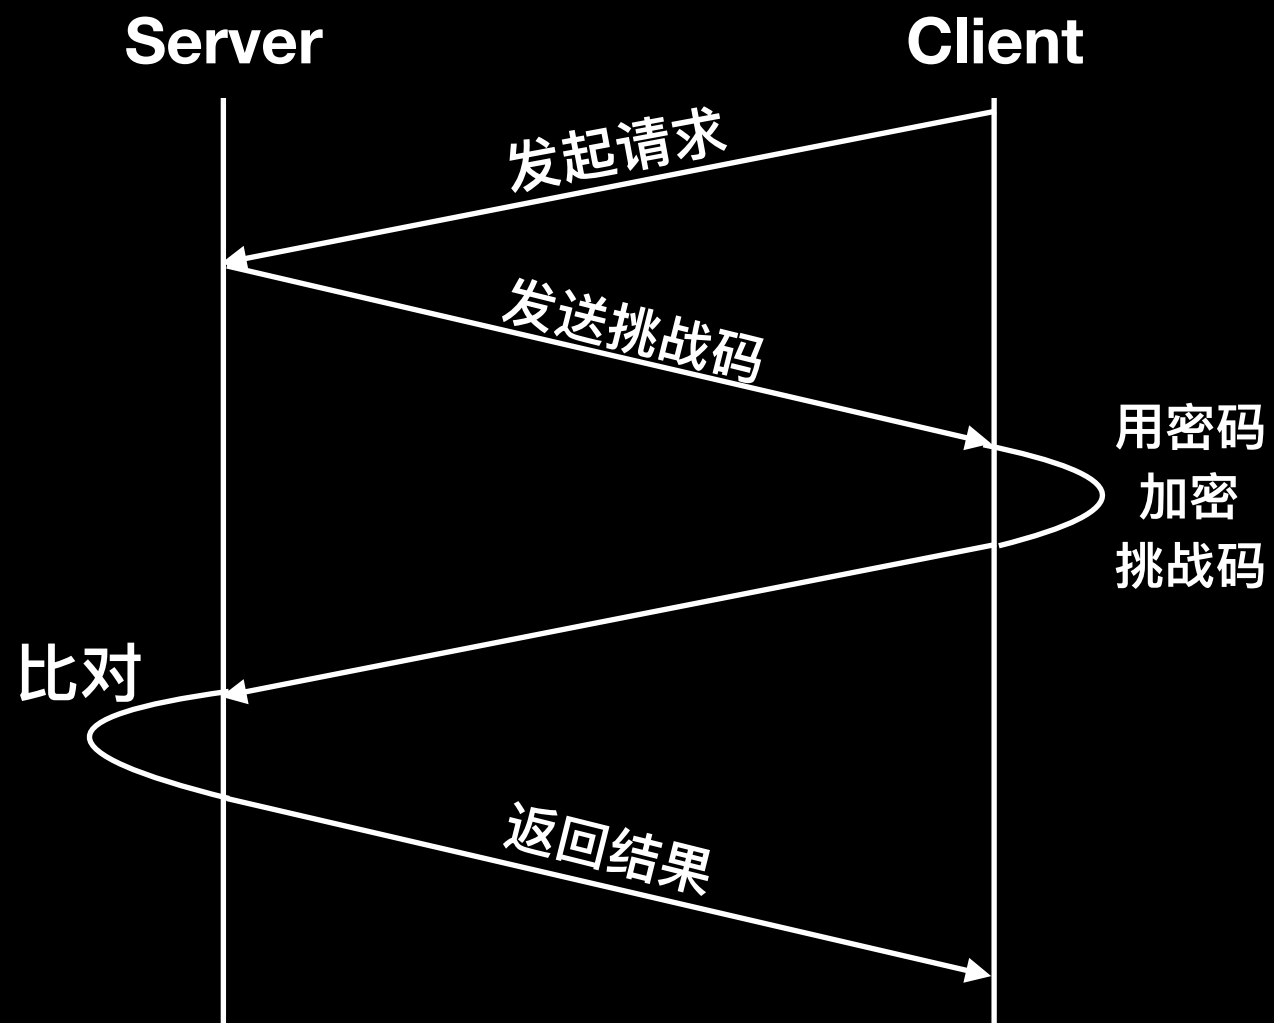 Server
Client
发起请求
发送挑战码
用密码
加密
挑战码
比对
返回结果